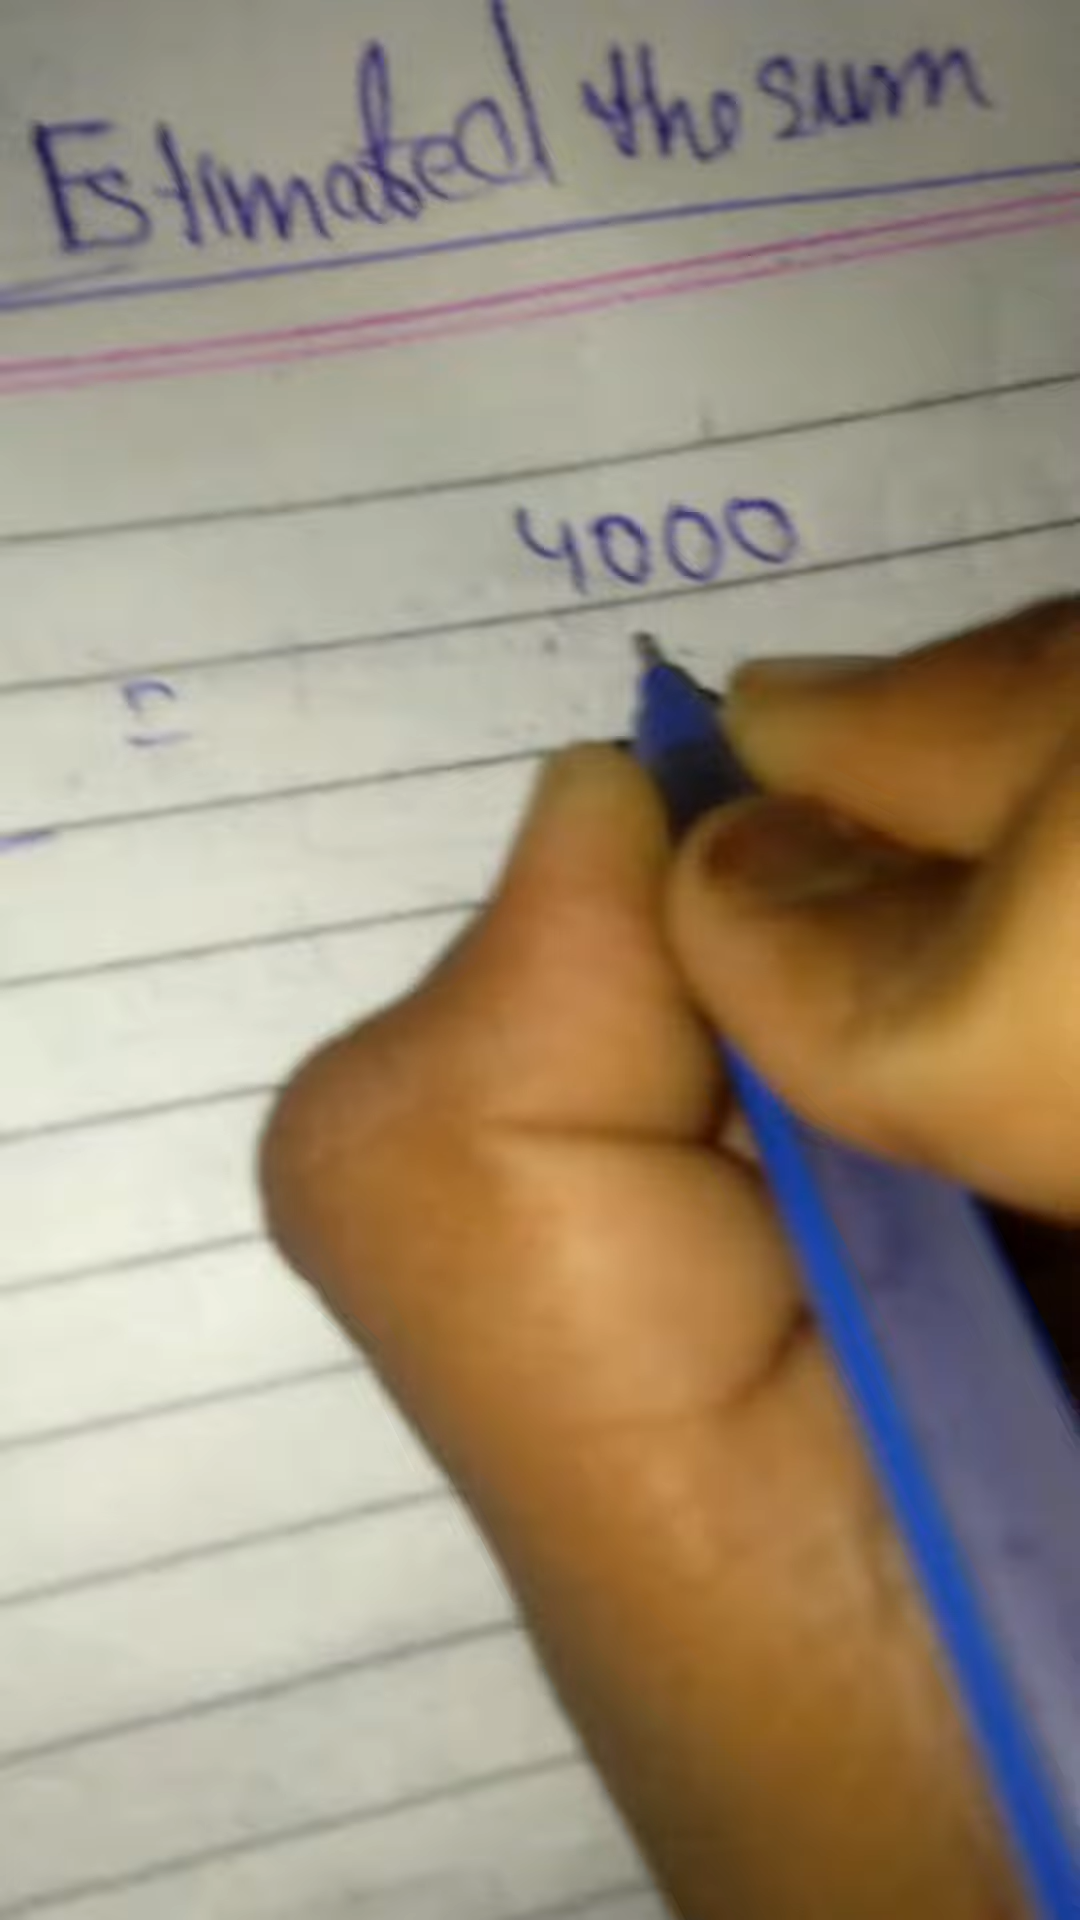 Estimated the sum
4000
=